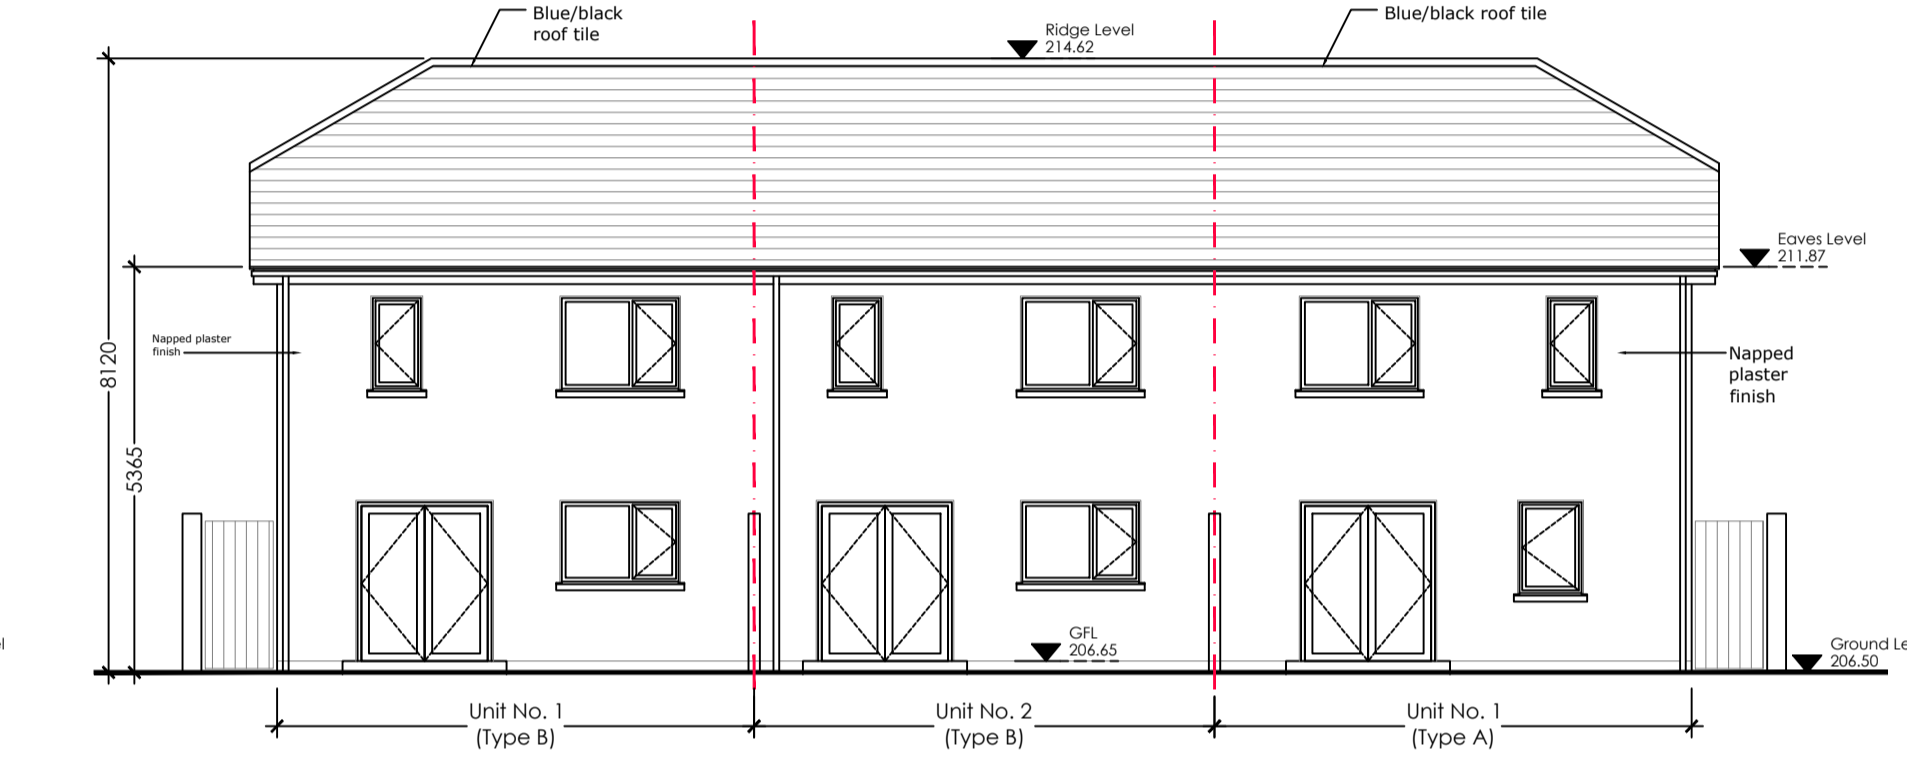 Blue/black
roof tile
Ridge Level
214.62
Blue/black roof tile
Eaves Level
211.87
8120
5365
Napped plaster
finish
Napped
plaster
finish
GFL
206.65
Ground Le
206.50
Unit No. 1
(Type B)
Unit No. 2
(Type B)
Unit No. 1
(Type A)